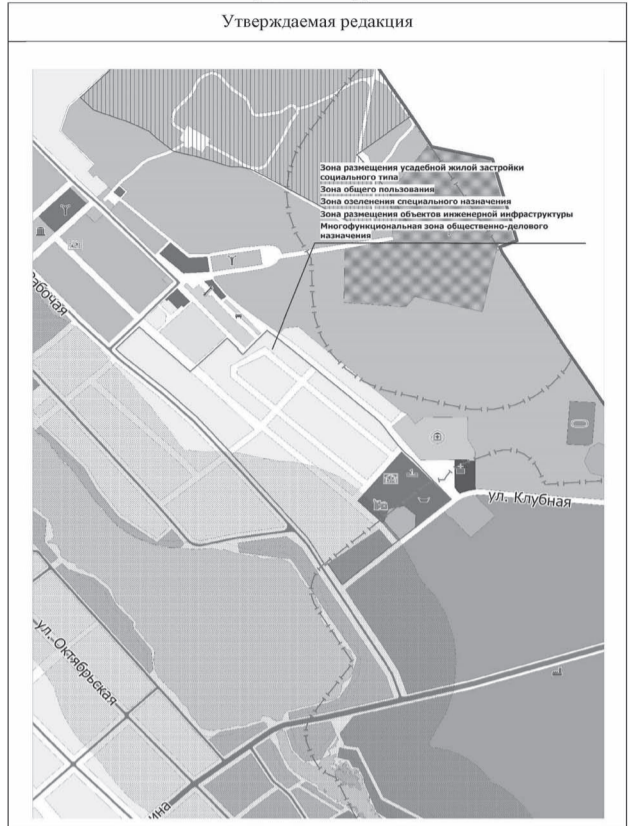 Утверждаемая редакция
Зона размещения усадебной жилой застройки
социального типа
Зона общего пользования
Зона озеленения специального назначения
Зона размещения объектов инженерной инфраструктуры
Многофункциональная зона общественно-делового
назначения
Рабочая
ул. Клубная
ул. Октябрьская
ина